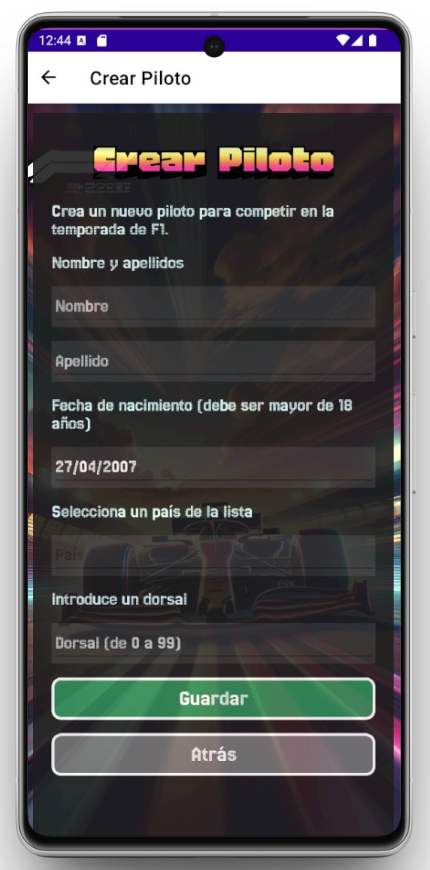 12:44
Crear Piloto
Crear Piloto
Crea un nuevo piloto para competir en la
temporada de F1.
Nombre y apellidos
Nombre
Apellido
Fecha de nacimiento (debe ser mayor de 18
años)
27/04/2007
Selecciona un país de la lista
País
Introduce un dorsal
Dorsal (de 0 a 99)
Guardar
Atrás